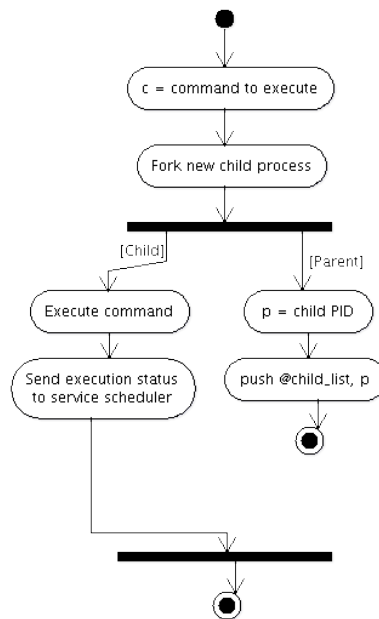 c = command to execute
Fork new child process
[Child]
[Parent]
Execute command
p = child PID
Send execution status
to service scheduler
push @child_list, p